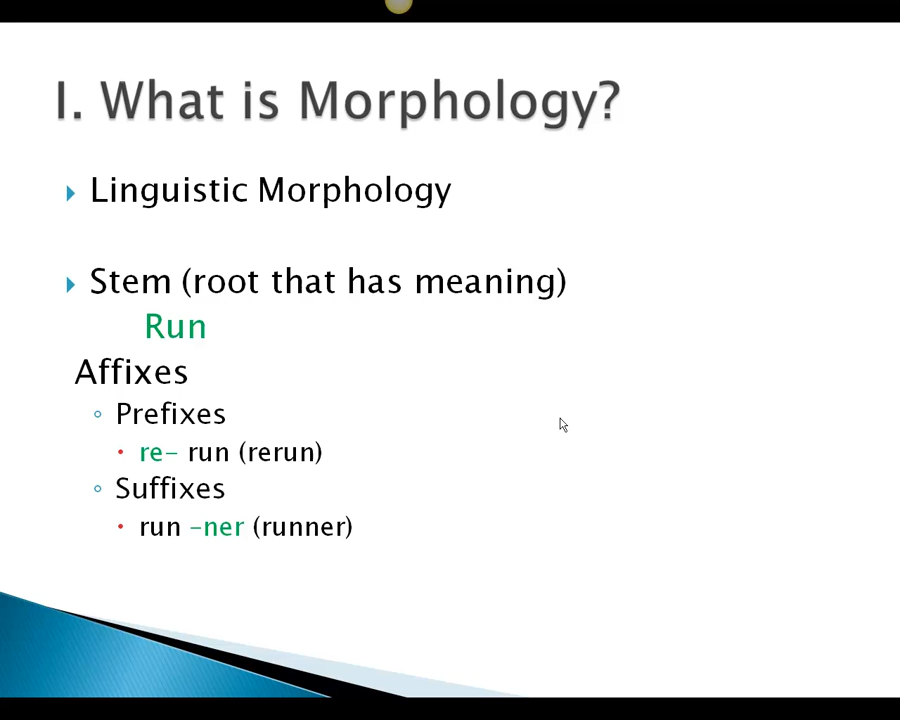 I. What is Morphology?
Linguistic Morphology
Stem (root that has meaning)
Run
Affixes
Prefixes
re- run (rerun)
Suffixes
run -ner (runner)